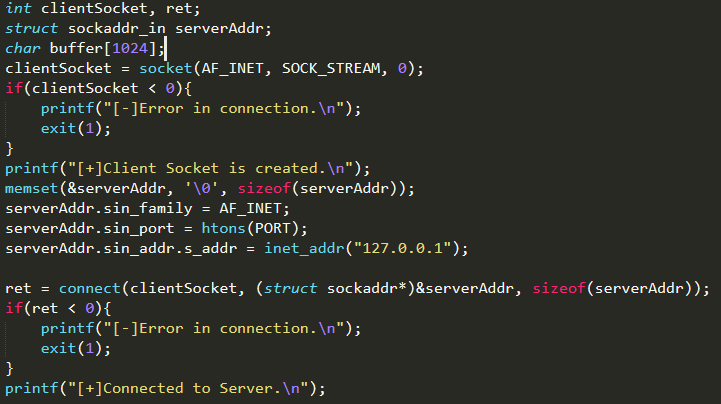 int clientSocket, ret;
struct sockaddr_in serverAddr;
char buffer[1024];
clientSocket = socket(AF_INET, SOCK_STREAM, 0);
if(clientSocket < 0){
    printf("[-]Error in connection.\n");
    exit(1);
}
printf("[+]Client Socket is created.\n");
memset(&serverAddr, '\0', sizeof(serverAddr));
serverAddr.sin_family = AF_INET;
serverAddr.sin_port = htons(PORT);
serverAddr.sin_addr.s_addr = inet_addr("127.0.0.1");

ret = connect(clientSocket, (struct sockaddr*)&serverAddr, sizeof(serverAddr));
if(ret < 0){
    printf("[-]Error in connection.\n");
    exit(1);
}
printf("[+]Connected to Server.\n");